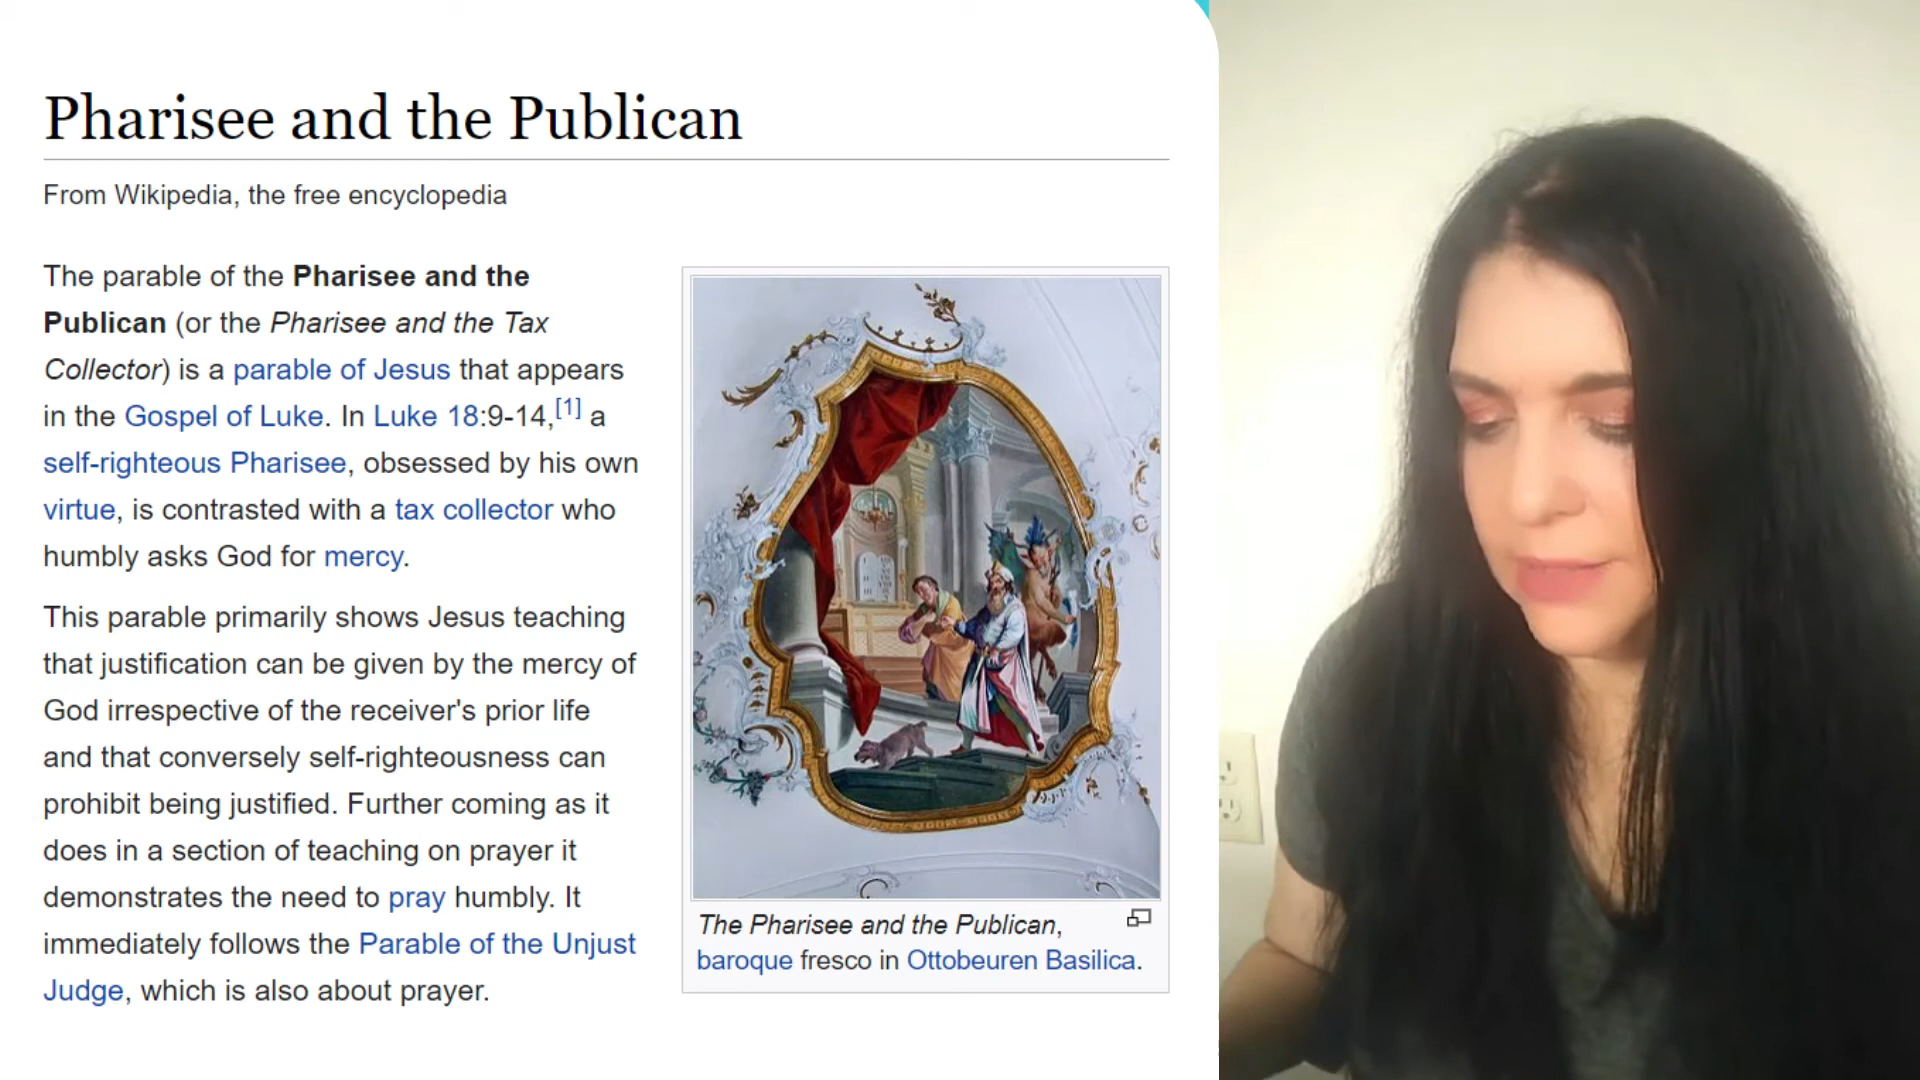 Pharisee and the Publican
From Wikipedia, the free encyclopedia
The parable of the Pharisee and the
Publican (or the Pharisee and the Tax
Collector) is a parable of Jesus that appears
in the Gospel of Luke. In Luke 18:9-14,[1] a
self-righteous Pharisee, obsessed by his own
virtue, is contrasted with a tax collector who
humbly asks God for mercy.
This parable primarily shows Jesus teaching
that justification can be given by the mercy of
God irrespective of the receiver's prior life
and that conversely self-righteousness can
prohibit being justified. Further coming as it
does in a section of teaching on prayer it
demonstrates the need to pray humbly. It
immediately follows the Parable of the Unjust
Judge, which is also about prayer.
The Pharisee and the Publican,
baroque fresco in Ottobeuren Basilica.